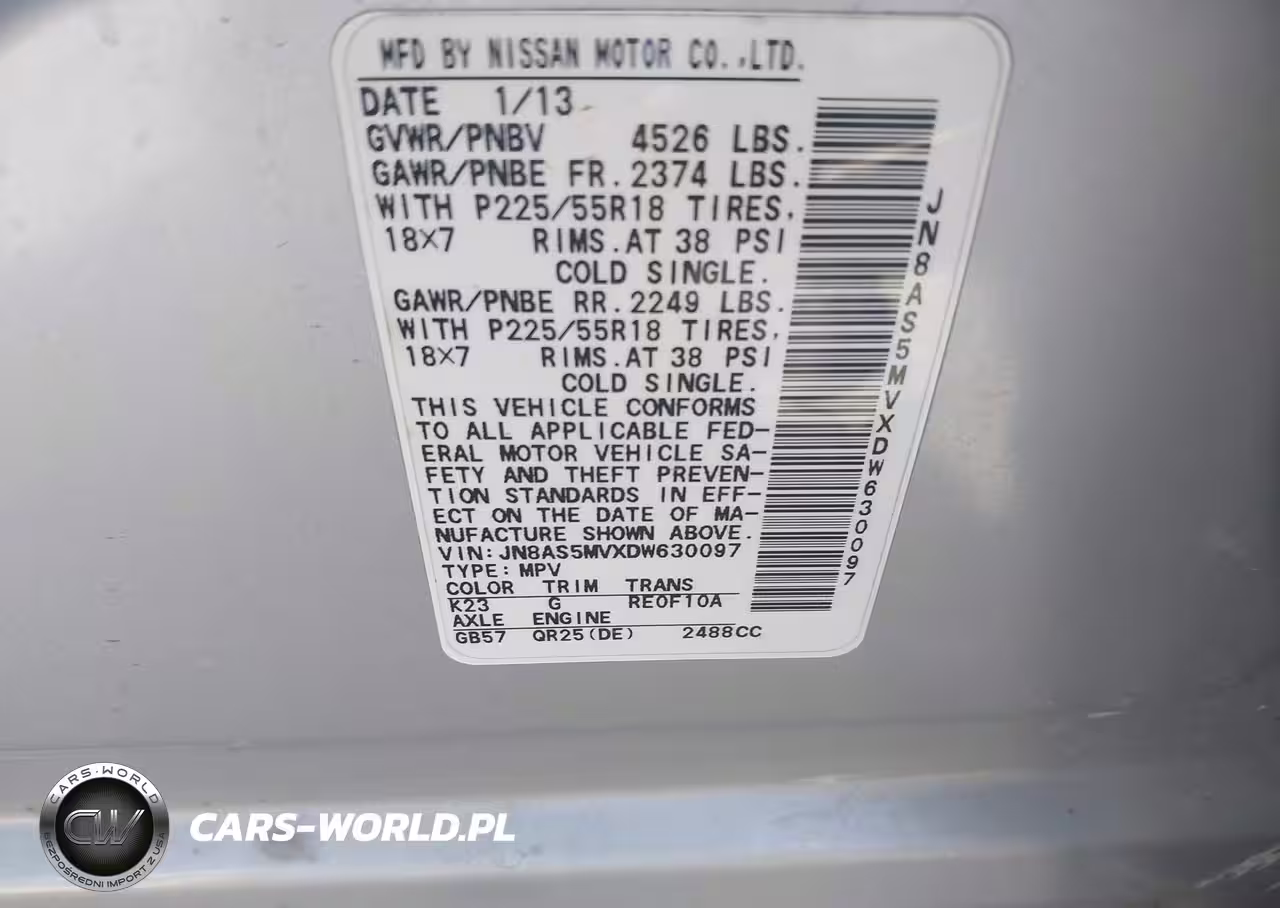 MFD BY NISSAN MOTOR CO.,LTD.
DATE 1/13
GVWR/PNBV 4526 LBS.
GAWR/PNBE FR. 2374 LBS.
WITH P225/55R18 TIRES,
18×7 RIMS.AT 38 PSI
COLD SINGLE.
GAWR/PNBE RR. 2249 LBS.
WITH P225/55R18 TIRES,
18×7 RIMS.AT 38 PSI
COLD SINGLE.
THIS VEHICLE CONFORMS
TO ALL APPLICABLE FED-
ERAL MOTOR VEHICLE SA-
FETY AND THEFT PREVEN-
TION STANDARDS IN EFF-
ECT ON THE DATE OF MA-
NUFACTURE SHOWN ABOVE.
VIN: JN8AS5MVXDW630097
TYPE: MPV
COLOR TRIM TRANS
K23 G RE0F10A
AXLE ENGINE
GB57 QR25(DE) 2488CC
JN8AS5MVXDW630097
CARS-WORLD
CW
BEZPOŚREDNI IMPORT Z USA
CARS-WORLD.PL